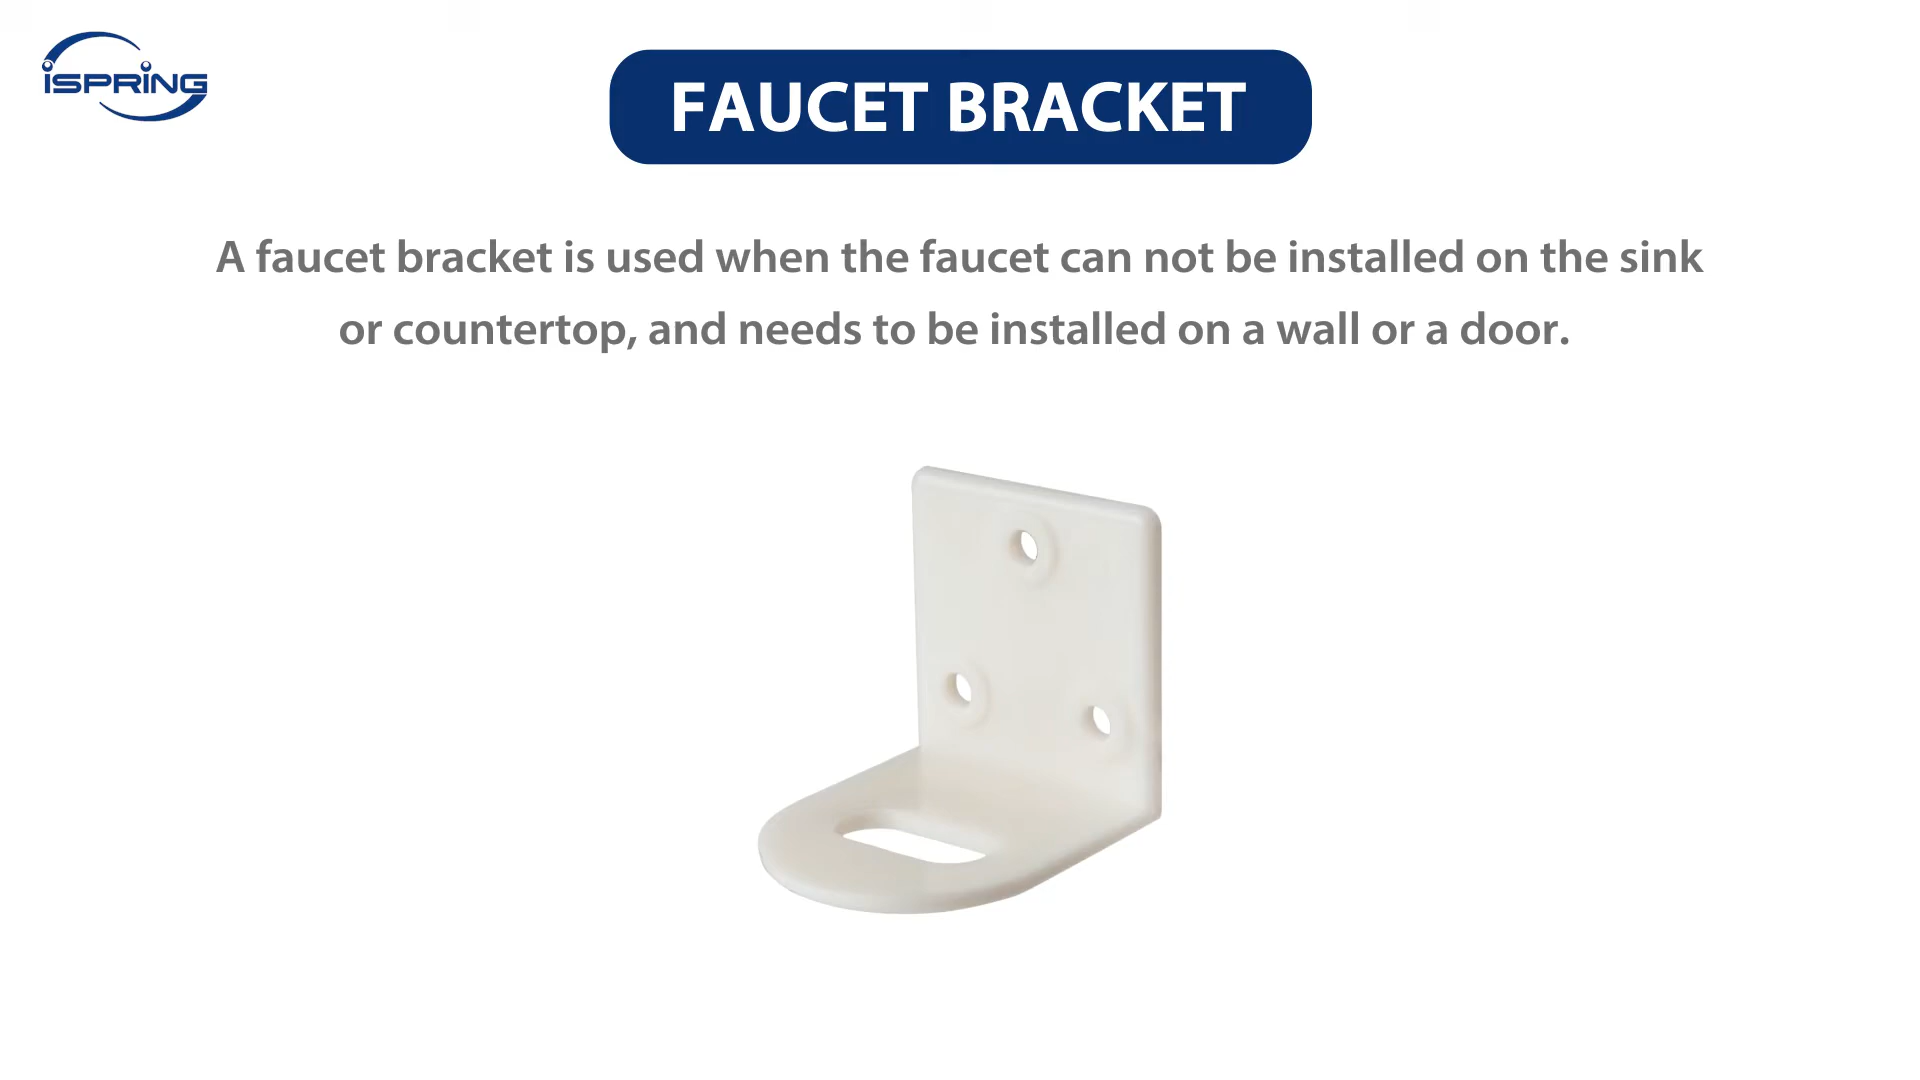 iSPRiNG
FAUCET BRACKET
A faucet bracket is used when the faucet can not be installed on the sink
or countertop, and needs to be installed on a wall or a door.